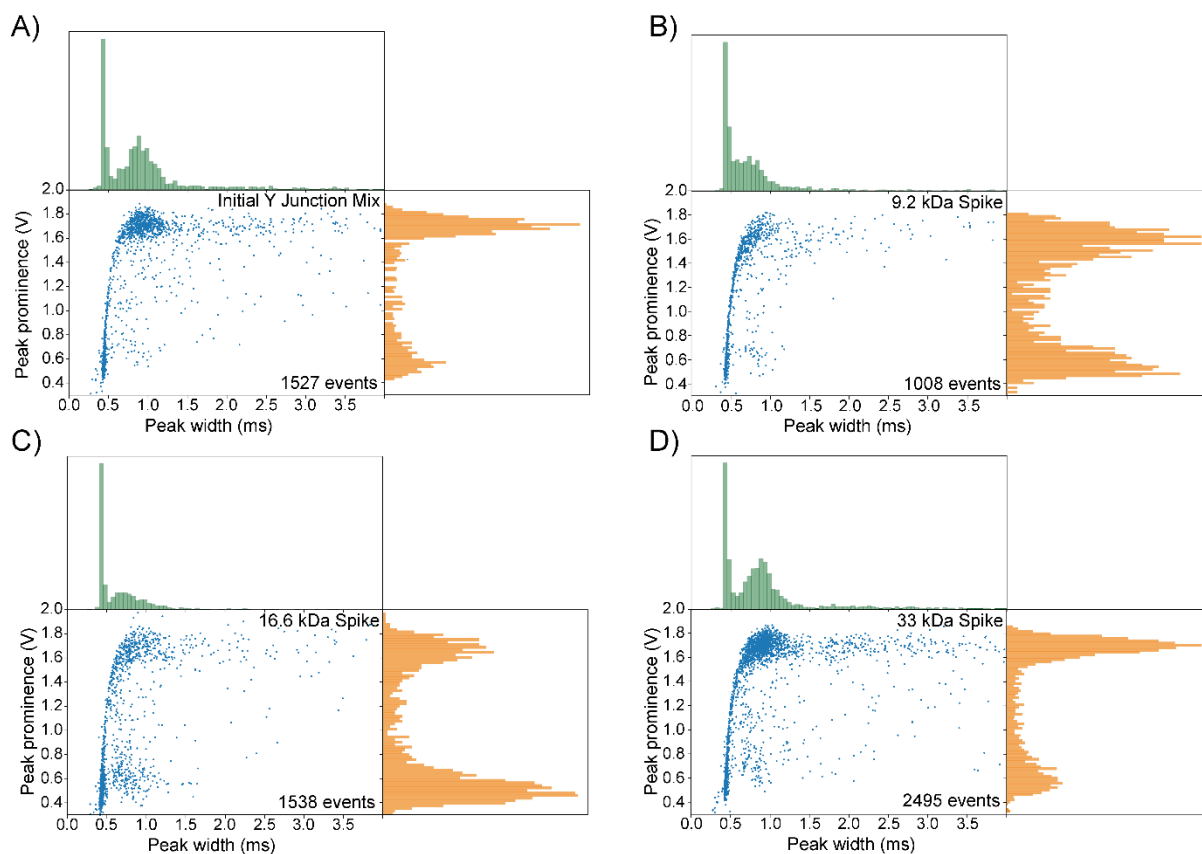 A)
2.0
Initial Y Junction Mix
1.8
1.6
1.4
1.2
1.0
0.8
0.6
0.4
Peak prominence (V)
1527 events
0.0 0.5 1.0 1.5 2.0 2.5 3.0 3.5
Peak width (ms)
B)
2.0
9.2 kDa Spike
1.8
1.6
1.4
1.2
1.0
0.8
0.6
0.4
Peak prominence (V)
1008 events
0.0 0.5 1.0 1.5 2.0 2.5 3.0 3.5
Peak width (ms)
C)
2.0
16.6 kDa Spike
1.8
1.6
1.4
1.2
1.0
0.8
0.6
0.4
Peak prominence (V)
1538 events
0.0 0.5 1.0 1.5 2.0 2.5 3.0 3.5
Peak width (ms)
D)
2.0
33 kDa Spike
1.8
1.6
1.4
1.2
1.0
0.8
0.6
0.4
Peak prominence (V)
2495 events
0.0 0.5 1.0 1.5 2.0 2.5 3.0 3.5
Peak width (ms)